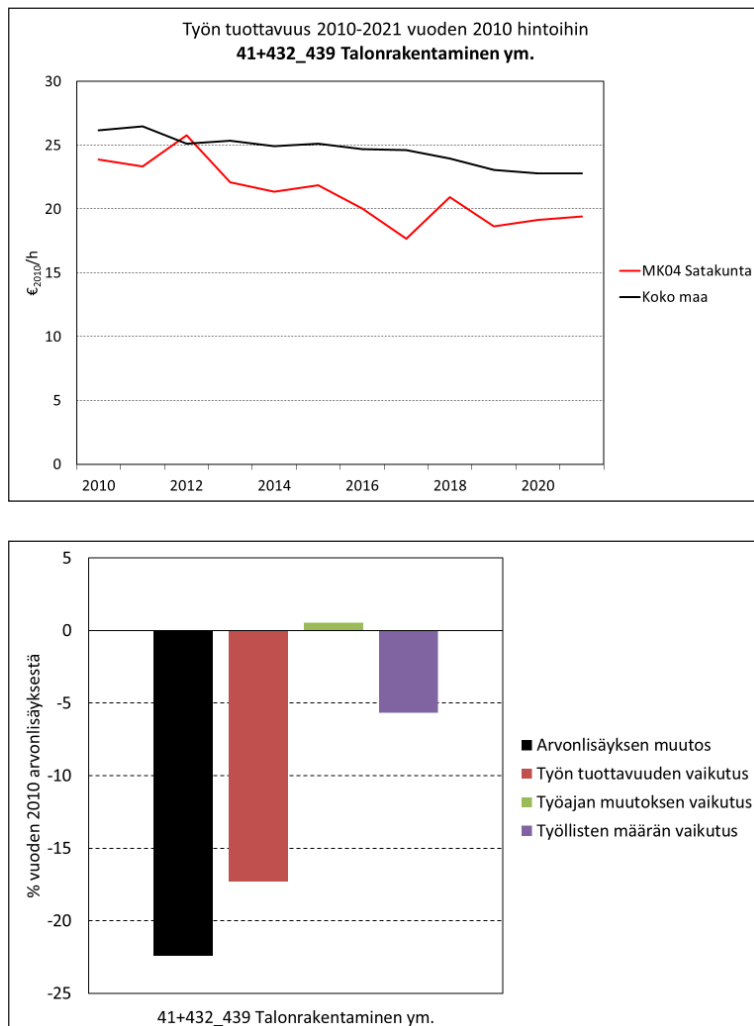 Työn tuottavuus 2010-2021 vuoden 2010 hintoihin
41+432_439 Talonrakentaminen ym.
30
25
20
15
10
5
0
€2010/h
2010 2012 2014 2016 2018 2020
MK04 Satakunta
Koko maa
5
0
-5
-10
-15
-20
-25
% vuoden 2010 arvonlisäyksestä
41+432_439 Talonrakentaminen ym.
Arvonlisäyksen muutos
Työn tuottavuuden vaikutus
Työajan muutoksen vaikutus
Työllisten määrän vaikutus